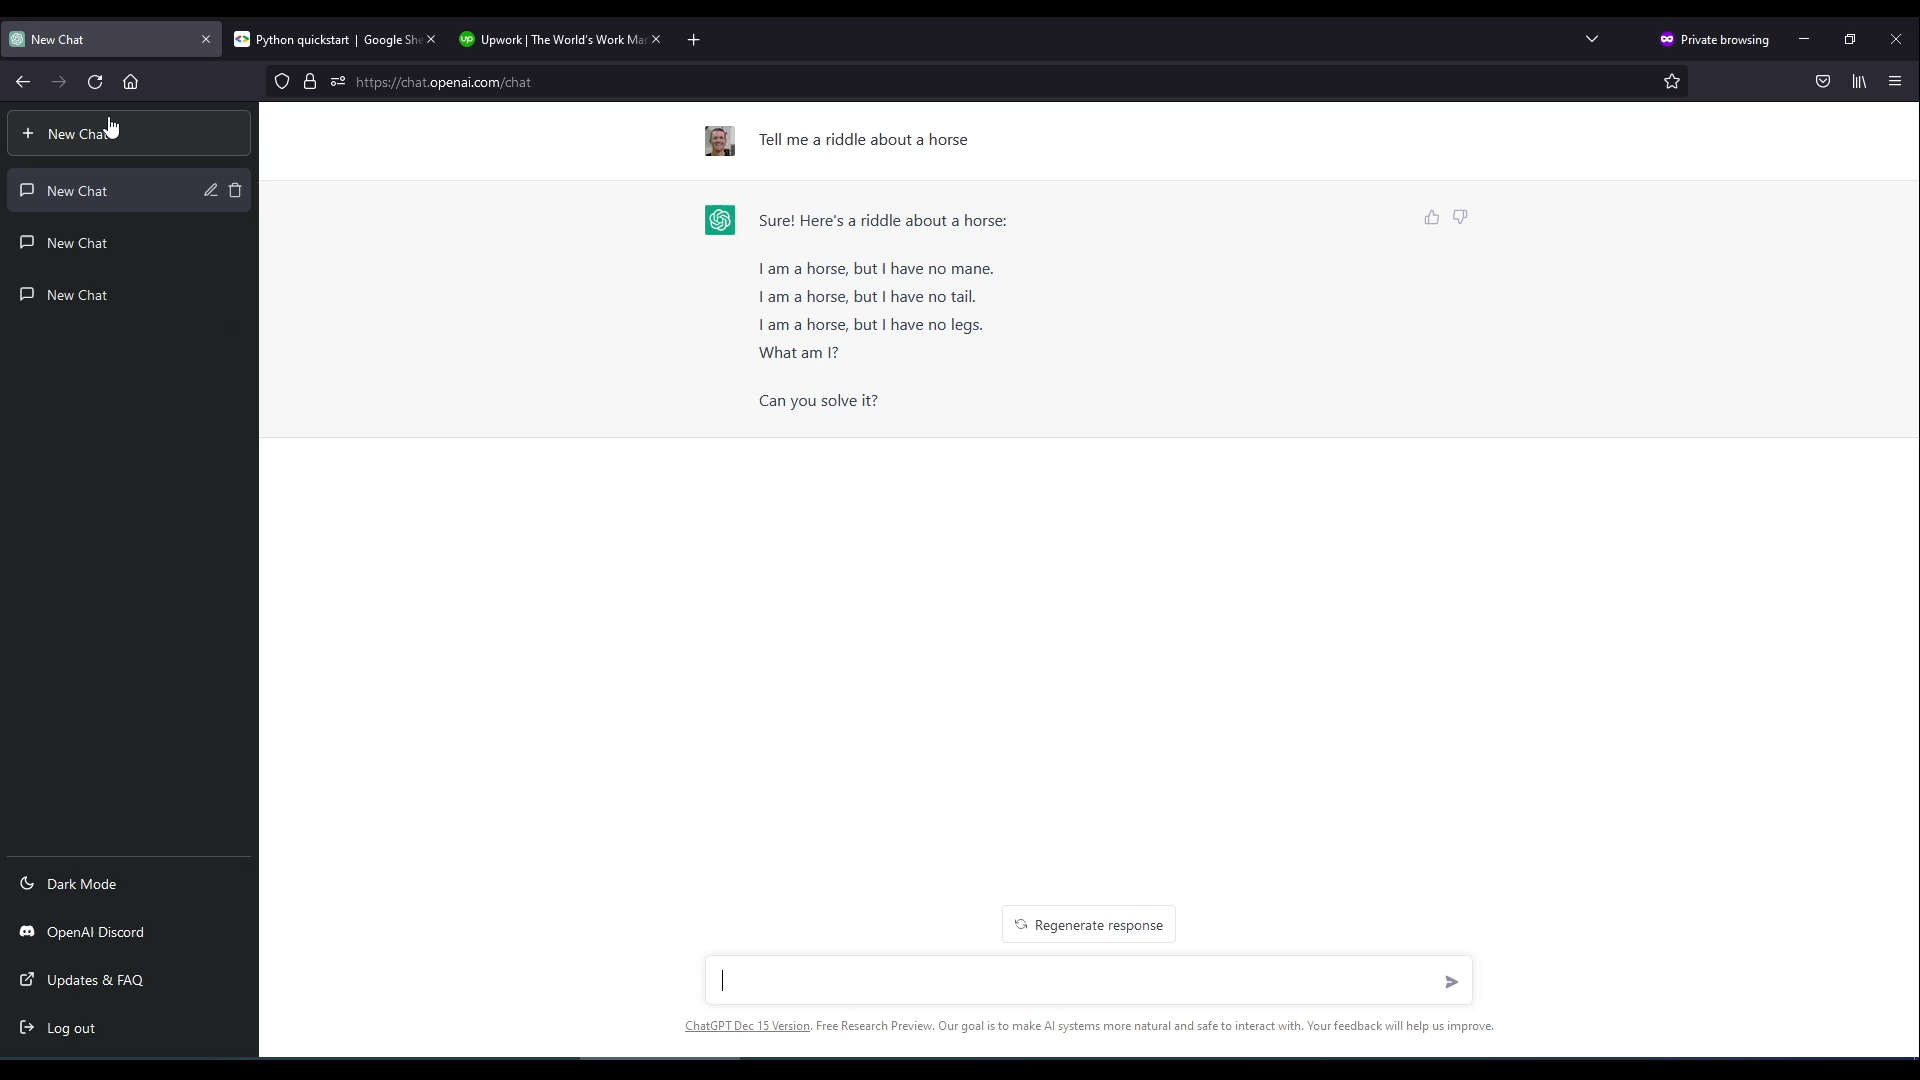 New Chat
Python quickstart | Google She
Upwork | The World's Work Mar
Private browsing
https://chat.openai.com/chat
New Chat
New Chat
New Chat
New Chat
Tell me a riddle about a horse
Sure! Here's a riddle about a horse:
I am a horse, but I have no mane.
I am a horse, but I have no tail.
I am a horse, but I have no legs.
What am I?
Can you solve it?
Dark Mode
OpenAI Discord
Updates & FAQ
Log out
Regenerate response
ChatGPT Dec 15 Version. Free Research Preview. Our goal is to make AI systems more natural and safe to interact with. Your feedback will help us improve.